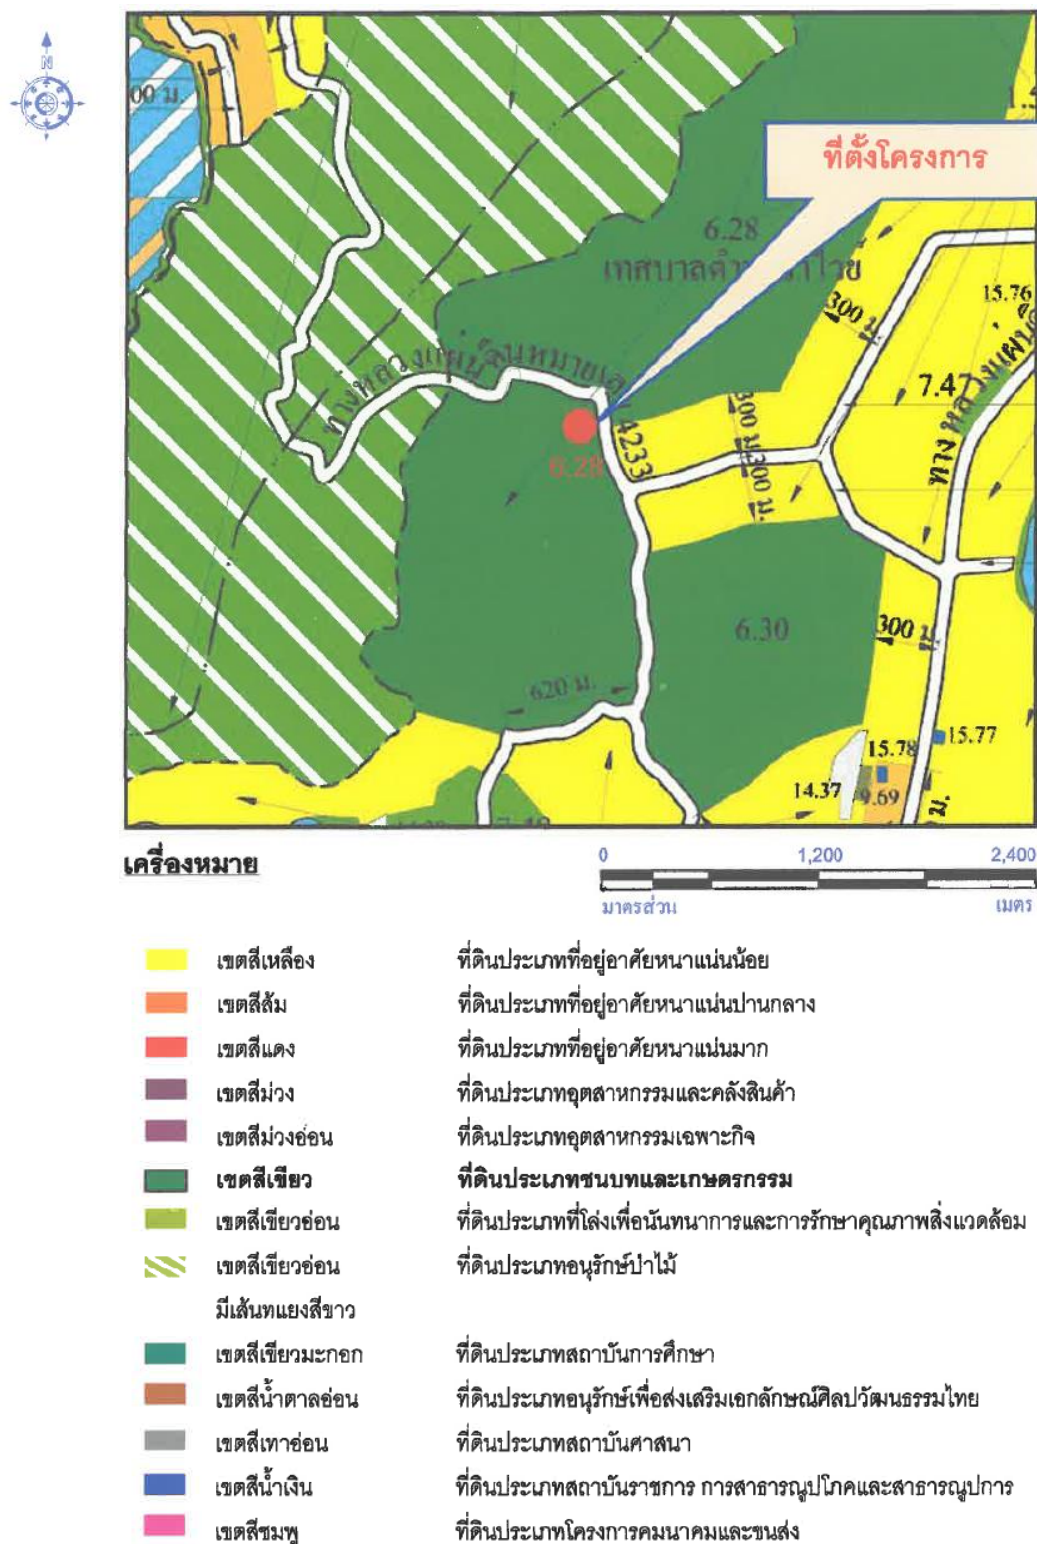 N
00 ม.
ที่ตั้งโครงการ
6.28
300 ม.
15.76
7.47
ทางหลวงแผ่นดินหมายเลข 4233
300 ม.
300 ม.
6.28
6.30
300 ม.
620 ม.
15.78
15.77
14.37
9.69
ม.
เครื่องหมาย
0 1,200 2,400
มาตรส่วน เมตร
เขตสีเหลือง ที่ดินประเภทที่อยู่อาศัยหนาแน่นน้อย
เขตสีส้ม ที่ดินประเภทที่อยู่อาศัยหนาแน่นปานกลาง
เขตสีแดง ที่ดินประเภทที่อยู่อาศัยหนาแน่นมาก
เขตสีม่วง ที่ดินประเภทอุตสาหกรรมและคลังสินค้า
เขตสีม่วงอ่อน ที่ดินประเภทอุตสาหกรรมเฉพาะกิจ
เขตสีเขียว ที่ดินประเภทชนบทและเกษตรกรรม
เขตสีเขียวอ่อน ที่ดินประเภทที่โล่งเพื่อนันทนาการและการรักษาคุณภาพสิ่งแวดล้อม
เขตสีเขียวอ่อน ที่ดินประเภทอนุรักษ์ป่าไม้
มีเส้นทแยงสีขาว
เขตสีเขียวมะกอก ที่ดินประเภทสถาบันการศึกษา
เขตสีน้ำตาลอ่อน ที่ดินประเภทอนุรักษ์เพื่อส่งเสริมเอกลักษณ์ศิลปวัฒนธรรมไทย
เขตสีเทาอ่อน ที่ดินประเภทสถาบันศาสนา
เขตสีน้ำเงิน ที่ดินประเภทสถาบันราชการ การสาธารณูปโภคและสาธารณูปการ
เขตสีชมพู ที่ดินประเภทโครงการคมนาคมและขนส่ง